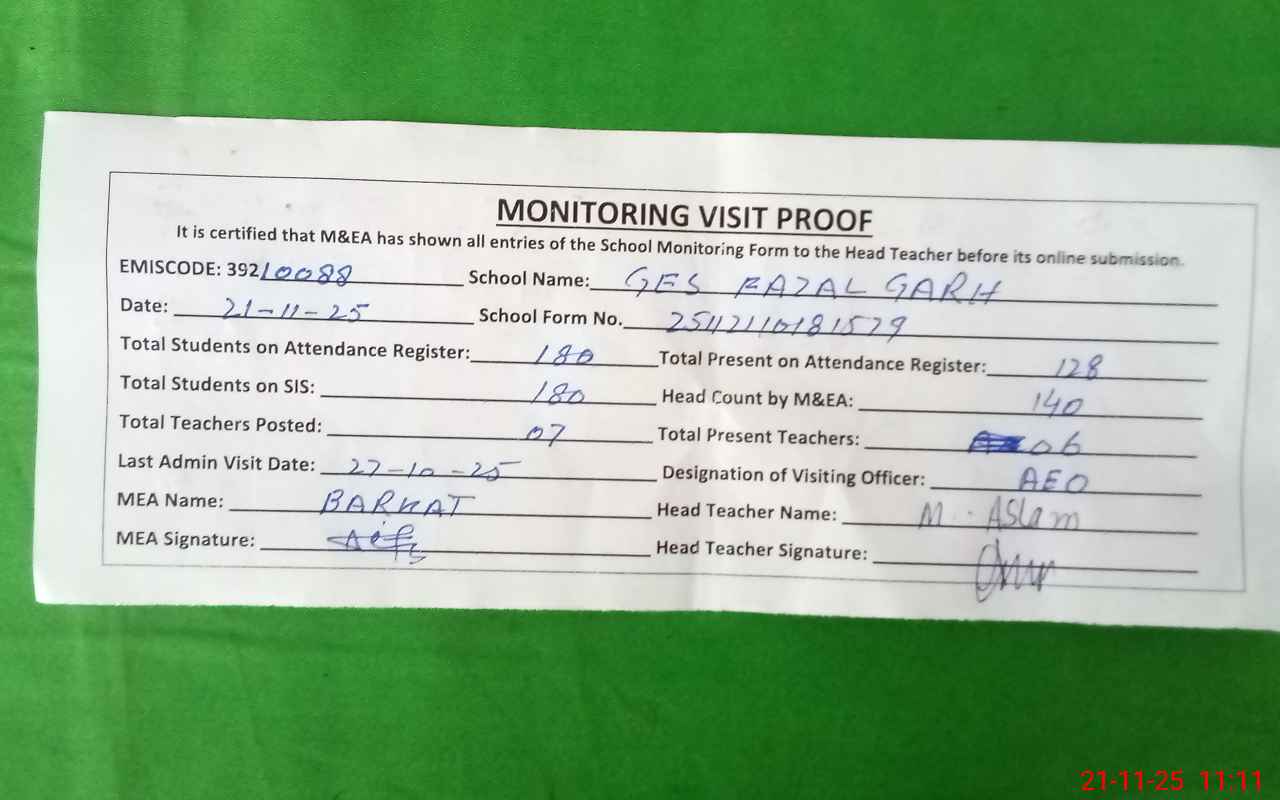 MONITORING VISIT PROOF
It is certified that M&EA has shown all entries of the School Monitoring Form to the Head Teacher before its online submission.
EMISCODE: 39210088 School Name: GES FAZAL GARH
Date: 21-11-25 School Form No. 25112110181579
Total Students on Attendance Register: 180 Total Present on Attendance Register: 128
Total Students on SIS: 180 Head Count by M&EA: 140
Total Teachers Posted: 07 Total Present Teachers: 06
Last Admin Visit Date: 27-10-25 Designation of Visiting Officer: AEO
MEA Name: BARKAT Head Teacher Name: M. Aslam
MEA Signature: Head Teacher Signature:
21-11-25 11:11